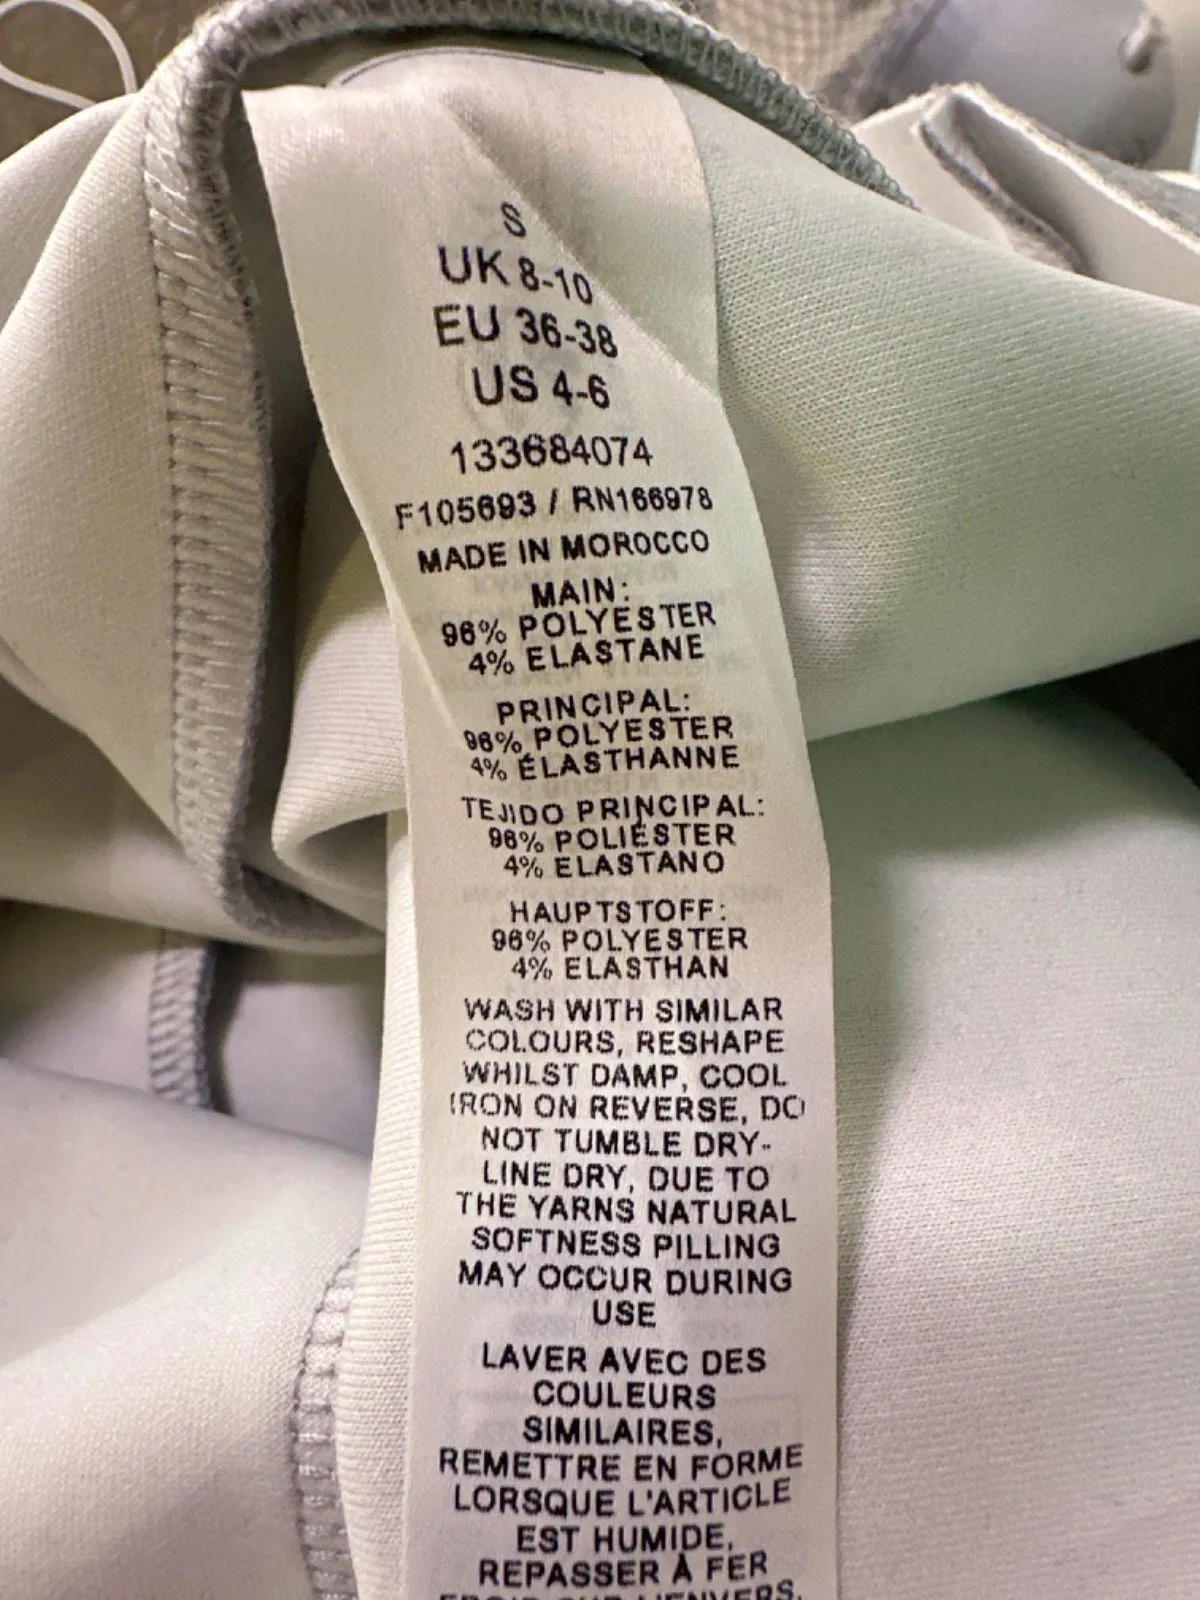 S
UK 8-10
EU 36-38
US 4-6
133684074
F105693 / RN166978
MADE IN MOROCCO
MAIN:
96% POLYESTER
4% ELASTANE
PRINCIPAL:
96% POLYESTER
4% ÉLASTHANNE
TEJIDO PRINCIPAL:
96% POLIÉSTER
4% ELASTANO
HAUPTSTOFF:
96% POLYESTER
4% ELASTHAN
WASH WITH SIMILAR
COLOURS, RESHAPE
WHILST DAMP, COOL
IRON ON REVERSE, DO
NOT TUMBLE DRY-
LINE DRY, DUE TO
THE YARNS NATURAL
SOFTNESS PILLING
MAY OCCUR DURING
USE
LAVER AVEC DES
COULEURS
SIMILAIRES,
REMETTRE EN FORME
LORSQUE L'ARTICLE
EST HUMIDE,
REPASSER À FER
FROID SUR L'ENVERS,